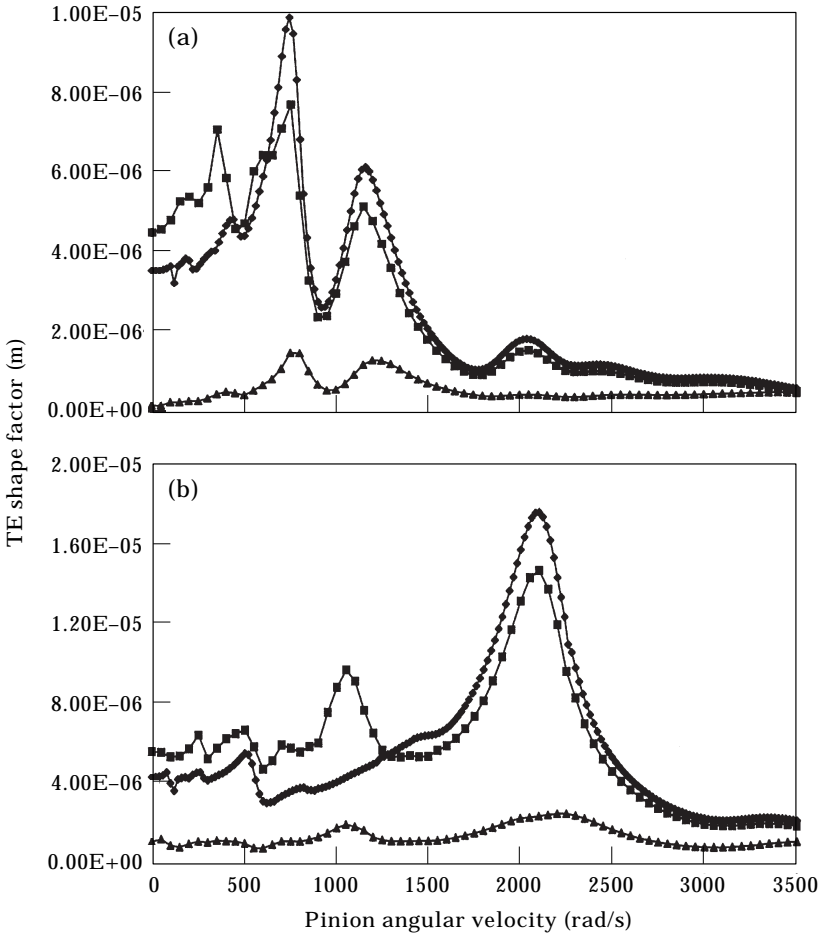 1.00E–05
(a)
8.00E–06
6.00E–06
4.00E–06
2.00E–06
0.00E+00
TE shape factor (m)
2.00E–05
(b)
1.60E–05
1.20E–05
8.00E–06
4.00E–06
0.00E+00
0 500 1000 1500 2000 2500 3000 3500
Pinion angular velocity (rad/s)